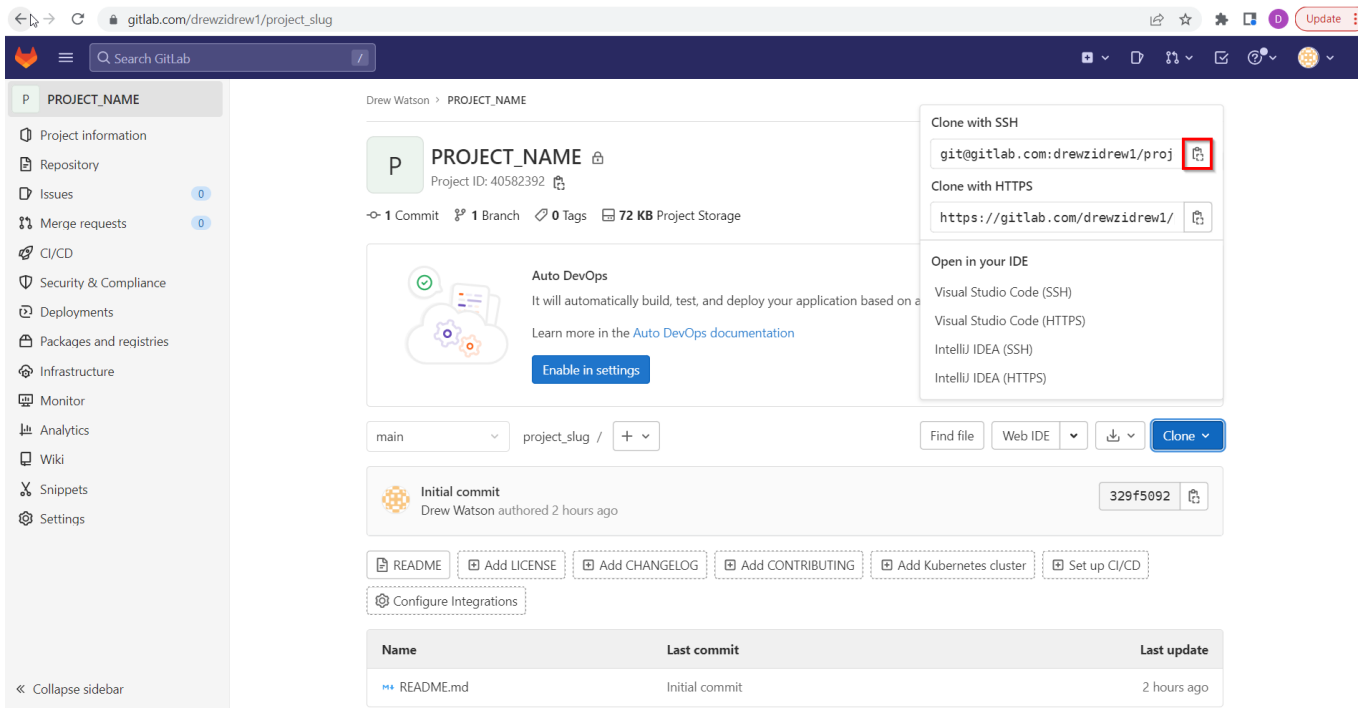 gitlab.com/drewzidrew1/project_slug
D
Update
Search GitLab
/
P PROJECT_NAME
Project information
Repository
Issues 0
Merge requests 0
CI/CD
Security & Compliance
Deployments
Packages and registries
Infrastructure
Monitor
Analytics
Wiki
Snippets
Settings
Collapse sidebar
Drew Watson > PROJECT_NAME
P
PROJECT_NAME
Project ID: 40582392
1 Commit 1 Branch 0 Tags 72 KB Project Storage
Auto DevOps
It will automatically build, test, and deploy your application based on a
Learn more in the Auto DevOps documentation
Enable in settings
Clone with SSH
git@gitlab.com:drewzidrew1/proj
Clone with HTTPS
https://gitlab.com/drewzidrew1/
Open in your IDE
Visual Studio Code (SSH)
Visual Studio Code (HTTPS)
IntelliJ IDEA (SSH)
IntelliJ IDEA (HTTPS)
main project_slug / + Find file Web IDE Clone
Initial commit
Drew Watson authored 2 hours ago
329f5092
README Add LICENSE Add CHANGELOG Add CONTRIBUTING Add Kubernetes cluster Set up CI/CD
Configure Integrations
Name Last commit Last update
README.md Initial commit 2 hours ago